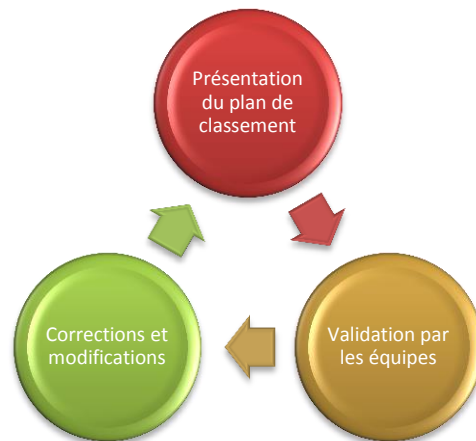 Présentation
du plan de
classement
Validation par
les équipes
Corrections et
modifications